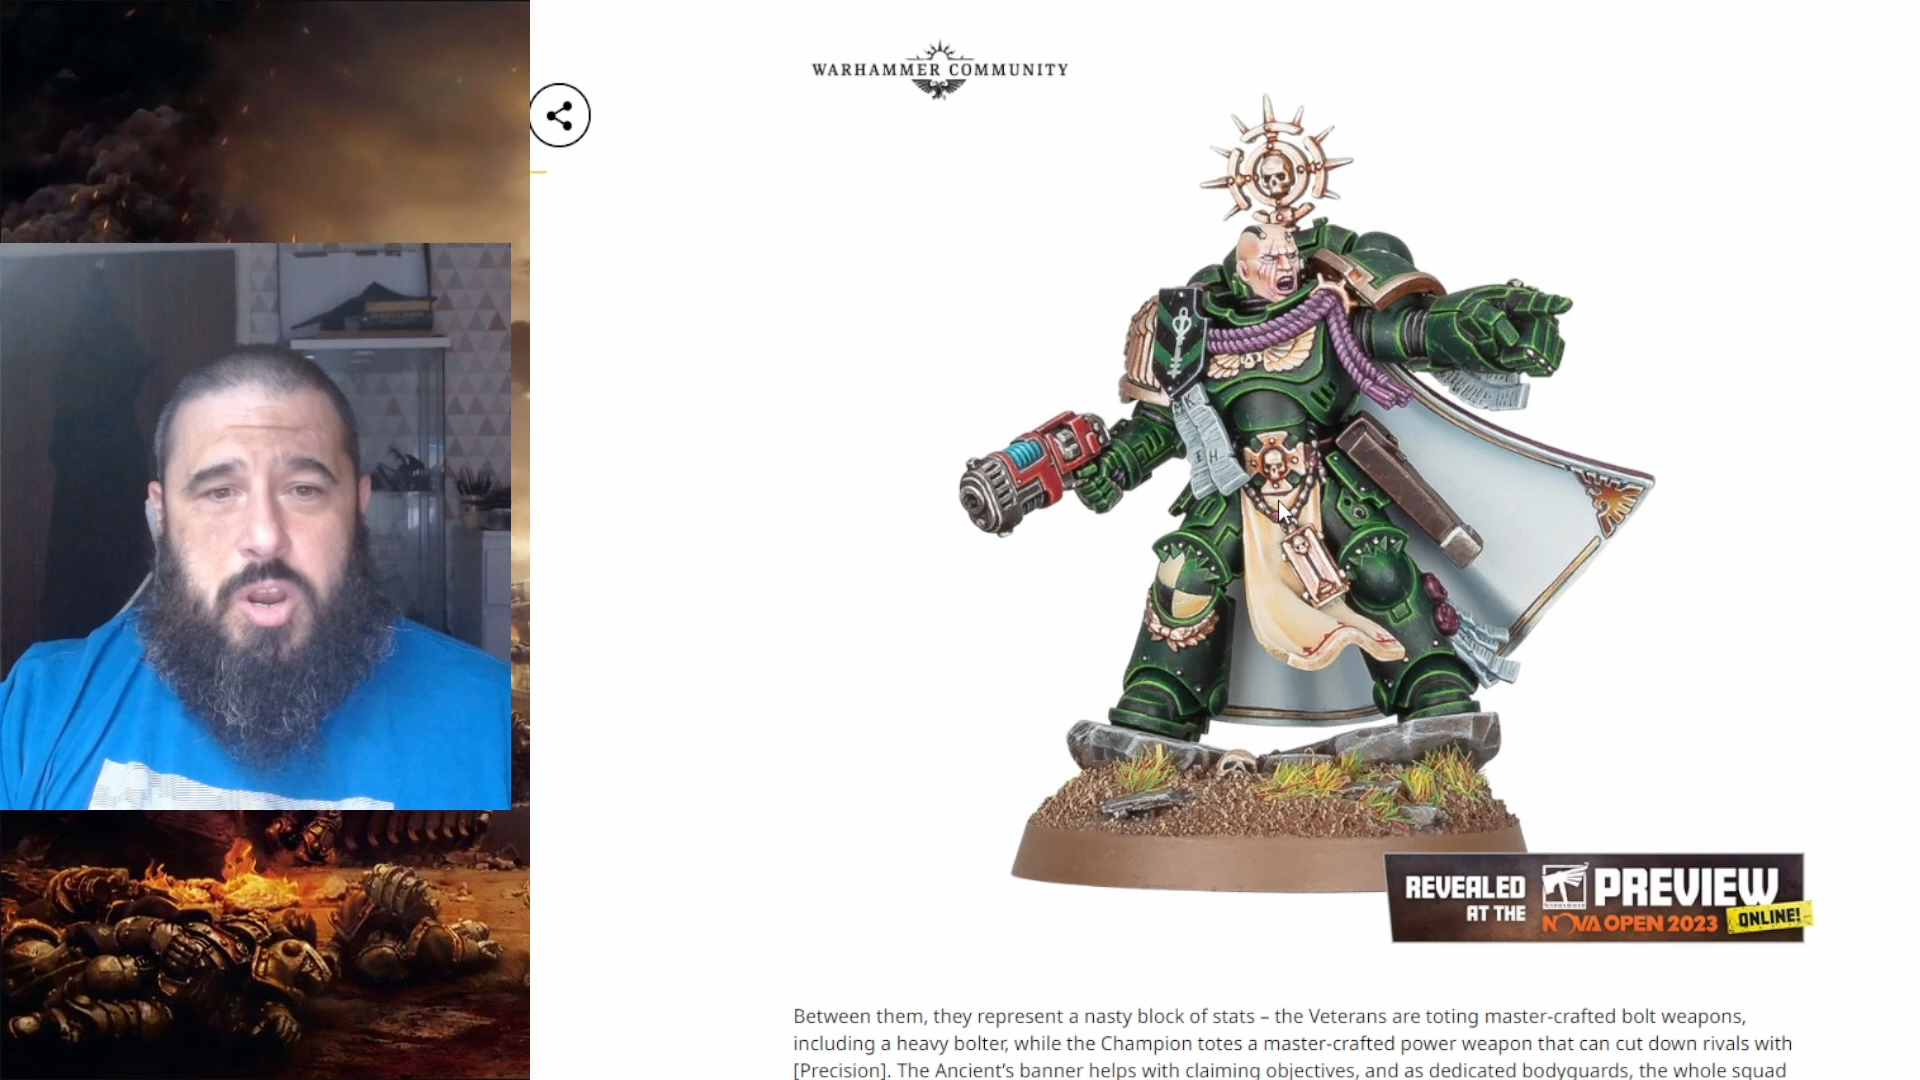 WARHAMMER COMMUNITY
REVEALED
AT THE
PREVIEW
NOVA OPEN 2023
ONLINE!
Between them, they represent a nasty block of stats – the Veterans are toting master-crafted bolt weapons,
including a heavy bolter, while the Champion totes a master-crafted power weapon that can cut down rivals with
[Precision]. The Ancient's banner helps with claiming objectives, and as dedicated bodyguards, the whole squad